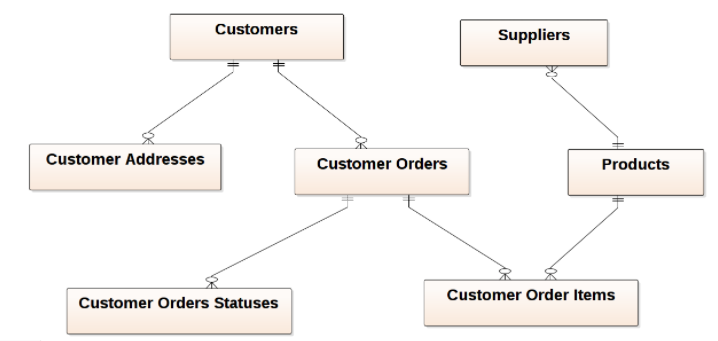 Customers
Suppliers
Customer Addresses
Customer Orders
Products
Customer Orders Statuses
Customer Order Items